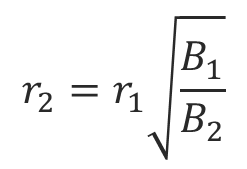 r₂ = r₁√(B₁/B₂)